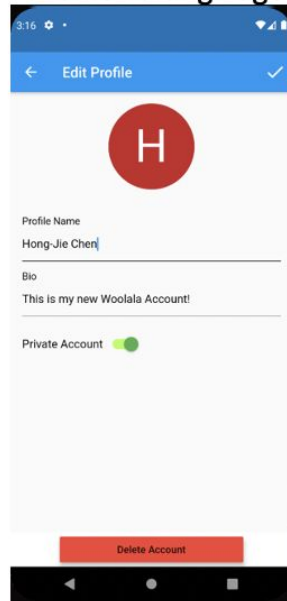 3:16
Edit Profile
H
Profile Name
Hong-Jie Chen
Bio
This is my new Woolala Account!
Private Account
Delete Account